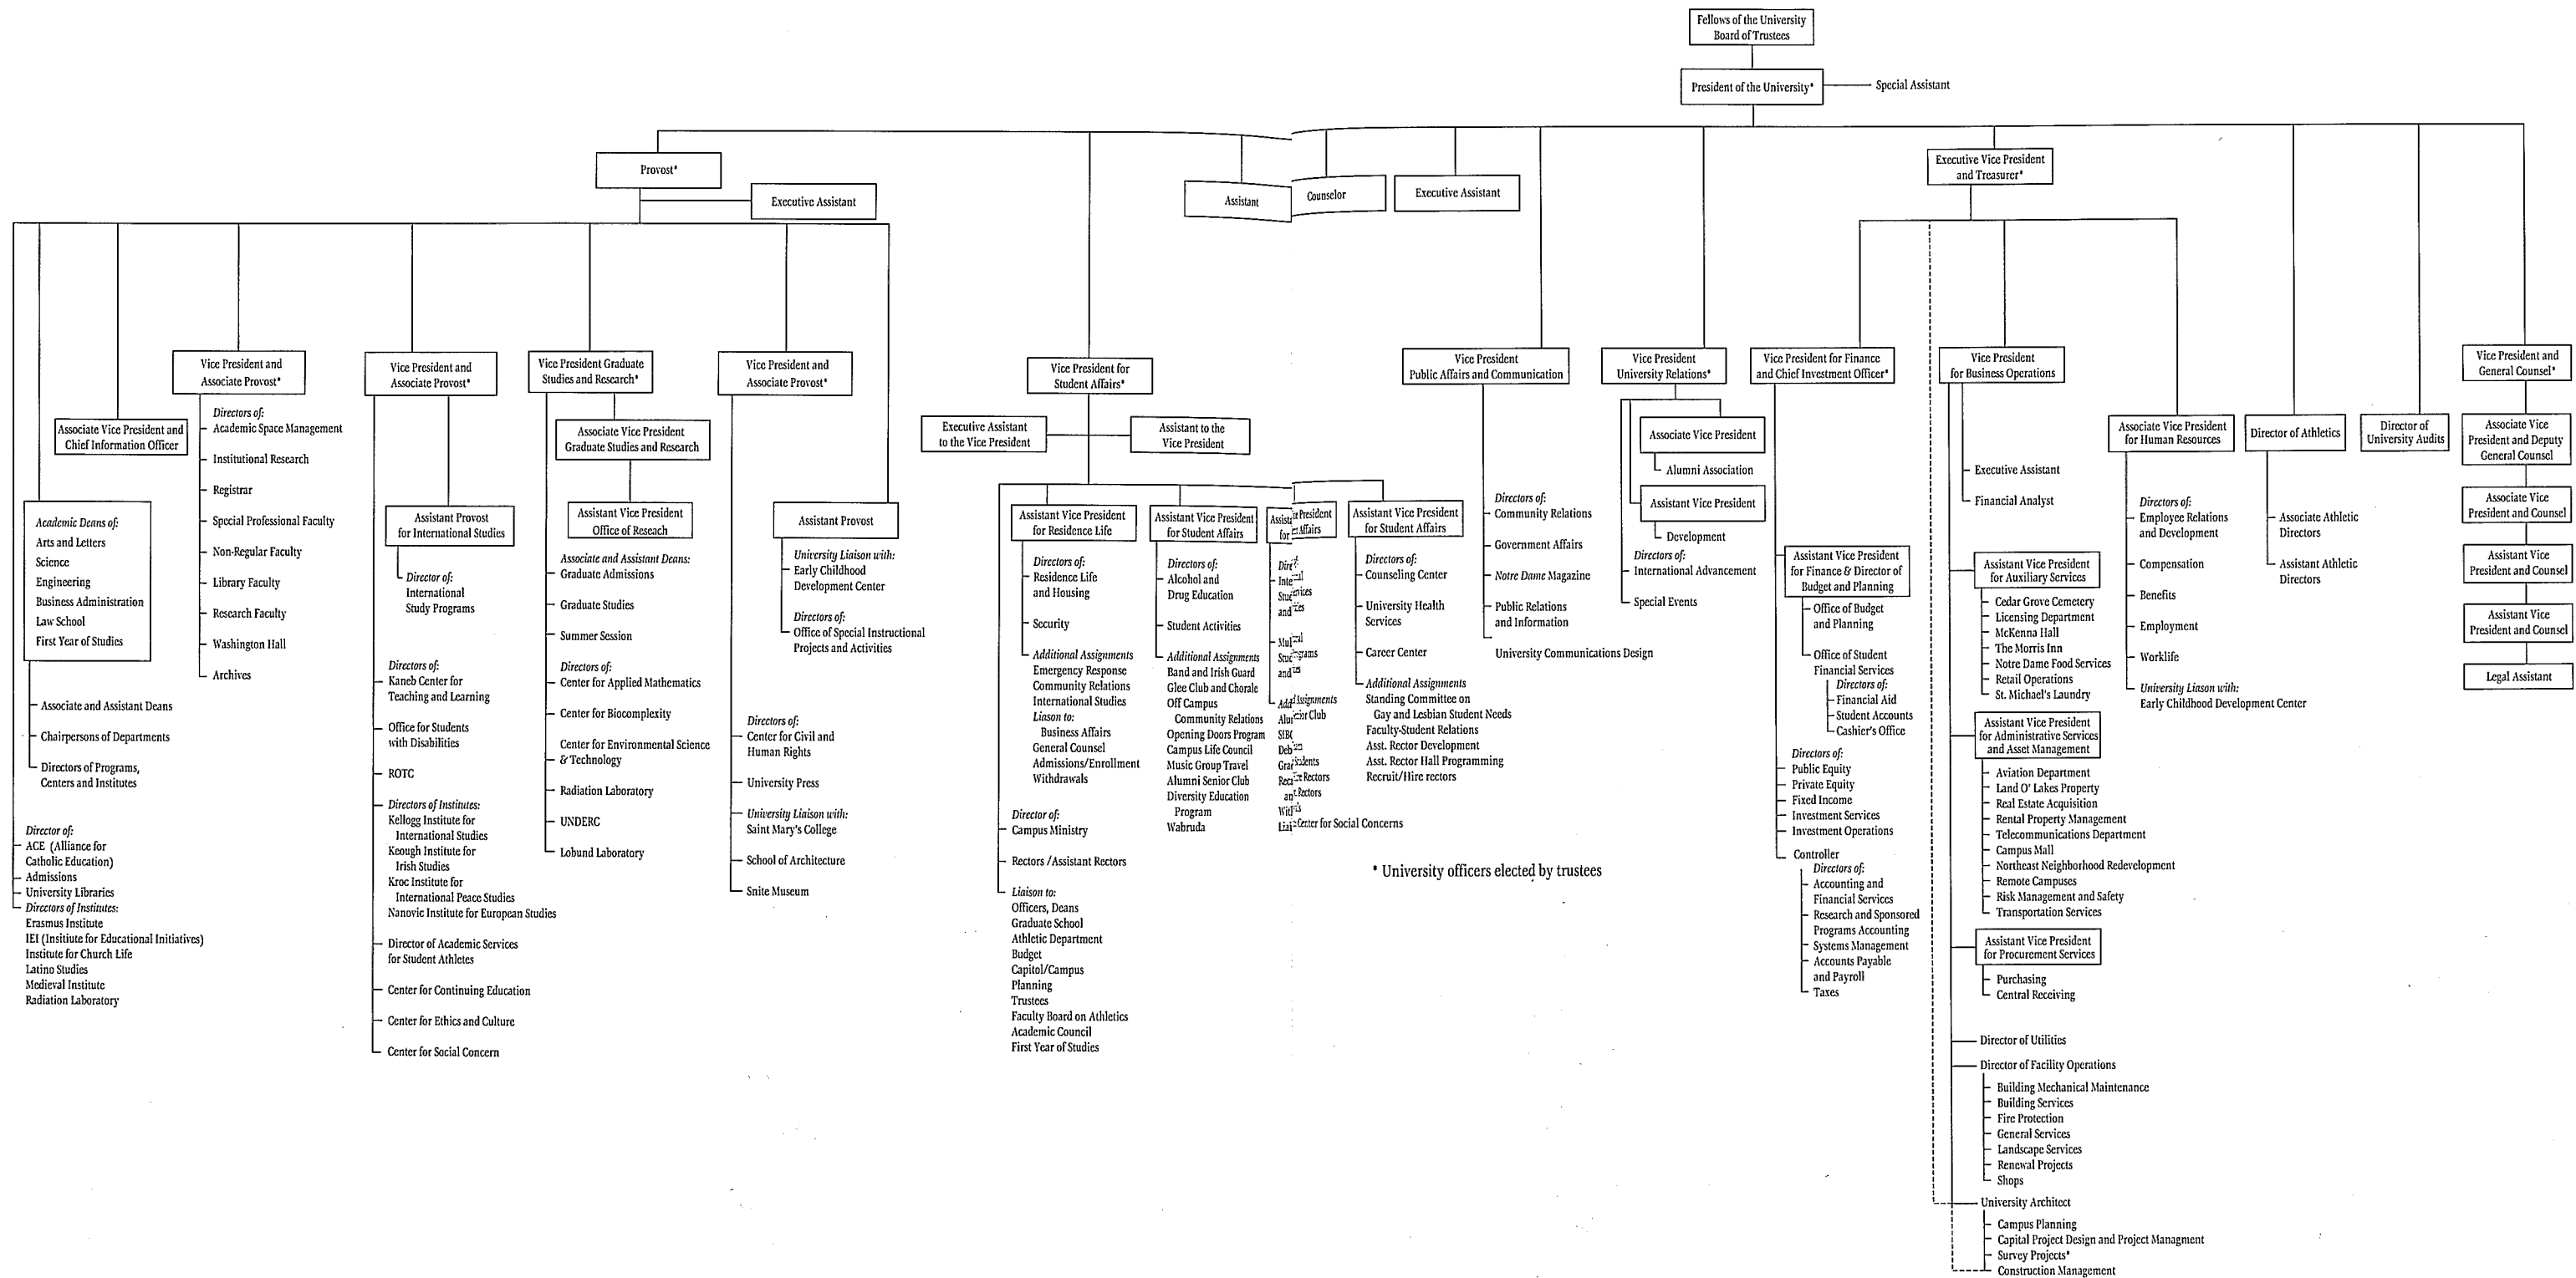 Fellows of the University
Board of Trustees
President of the University*
Special Assistant
Provost*
Executive Assistant
Assistant
Counselor
Executive Assistant
Executive Vice President
and Treasurer*
Associate Vice President and
Chief Information Officer
Academic Deans of:
Arts and Letters
Science
Engineering
Business Administration
Law School
First Year of Studies
Associate and Assistant Deans
Chairpersons of Departments
Directors of Programs,
Centers and Institutes
Director of:
ACE (Alliance for
Catholic Education)
Admissions
University Libraries
Directors of Institutes:
Erasmus Institute
IEI (Insitiute for Educational Initiatives)
Institute for Church Life
Latino Studies
Medieval Institute
Radiation Laboratory
Vice President and
Associate Provost*
Directors of:
Academic Space Management
Institutional Research
Registrar
Special Professional Faculty
Non-Regular Faculty
Library Faculty
Research Faculty
Washington Hall
Archives
Vice President and
Associate Provost*
Assistant Provost
for International Studies
Director of:
International
Study Programs
Directors of:
Kaneb Center for
Teaching and Learning
Office for Students
with Disabilities
ROTC
Directors of Institutes:
Kellogg Institute for
International Studies
Keough Institute for
Irish Studies
Kroc Institute for
International Peace Studies
Nanovic Institute for European Studies
Director of Academic Services
for Student Athletes
Center for Continuing Education
Center for Ethics and Culture
Center for Social Concern
Vice President Graduate
Studies and Research*
Associate Vice President
Graduate Studies and Research
Assistant Vice President
Office of Reseach
Associate and Assistant Deans:
Graduate Admissions
Graduate Studies
Summer Session
Directors of:
Center for Applied Mathematics
Center for Biocomplexity
Center for Environmental Science
& Technology
Radiation Laboratory
UNDERC
Lobund Laboratory
Vice President and
Associate Provost*
Assistant Provost
University Liaison with:
Early Childhood
Development Center
Directors of:
Office of Special Instructional
Projects and Activities
Directors of:
Center for Civil and
Human Rights
University Press
University Liaison with:
Saint Mary's College
School of Architecture
Snite Museum
Vice President for
Student Affairs*
Executive Assistant
to the Vice President
Assistant to the
Vice President
Assistant Vice President
for Residence Life
Directors of:
Residence Life
and Housing
Security
Additional Assignments
Emergency Response
Community Relations
International Studies
Liason to:
Business Affairs
General Counsel
Admissions/Enrollment
Withdrawals
Director of:
Campus Ministry
Rectors /Assistant Rectors
Liaison to:
Officers, Deans
Graduate School
Athletic Department
Budget
Capitol/Campus
Planning
Trustees
Faculty Board on Athletics
Academic Council
First Year of Studies
Assistant Vice President
for Student Affairs
Directors of:
Alcohol and
Drug Education
Student Activities
Additional Assignments
Band and Irish Guard
Glee Club and Chorale
Off Campus
Community Relations
Opening Doors Program
Campus Life Council
Music Group Travel
Alumni Senior Club
Diversity Education
Program
Wabruda
President
Affairs
and
and
Assignments
Club
Rectors
Rectors
Center for Social Concerns
Assistant Vice President
for Student Affairs
Directors of:
Counseling Center
University Health
Services
Career Center
Additional Assignments
Standing Committee on
Gay and Lesbian Student Needs
Faculty-Student Relations
Asst. Rector Development
Asst. Rector Hall Programming
Recruit/Hire rectors
* University officers elected by trustees
Vice President
Public Affairs and Communication
Directors of:
Community Relations
Government Affairs
Notre Dame Magazine
Public Relations
and Information
University Communications Design
Vice President
University Relations*
Associate Vice President
Alumni Association
Assistant Vice President
Development
Directors of:
International Advancement
Special Events
Vice President for Finance
and Chief Investment Officer*
Assistant Vice President
for Finance & Director of
Budget and Planning
Office of Budget
and Planning
Office of Student
Financial Services
Directors of:
Financial Aid
Student Accounts
Cashier's Office
Directors of:
Public Equity
Private Equity
Fixed Income
Investment Services
Investment Operations
Controller
Directors of:
Accounting and
Financial Services
Research and Sponsored
Programs Accounting
Systems Management
Accounts Payable
and Payroll
Taxes
Vice President
for Business Operations
Executive Assistant
Financial Analyst
Assistant Vice President
for Auxiliary Services
Cedar Grove Cemetery
Licensing Department
McKenna Hall
The Morris Inn
Notre Dame Food Services
Retail Operations
St. Michael's Laundry
Assistant Vice President
for Administrative Services
and Asset Management
Aviation Department
Land O' Lakes Property
Real Estate Acquisition
Rental Property Management
Telecommunications Department
Campus Mall
Northeast Neighborhood Redevelopment
Remote Campuses
Risk Management and Safety
Transportation Services
Assistant Vice President
for Procurement Services
Purchasing
Central Receiving
Director of Utilities
Director of Facility Operations
Building Mechanical Maintenance
Building Services
Fire Protection
General Services
Landscape Services
Renewal Projects
Shops
University Architect
Campus Planning
Capital Project Design and Project Managment
Survey Projects*
Construction Management
Associate Vice President
for Human Resources
Directors of:
Employee Relations
and Development
Compensation
Benefits
Employment
Worklife
University Liason with:
Early Childhood Development Center
Director of Athletics
Associate Athletic
Directors
Assistant Athletic
Directors
Director of
University Audits
Vice President and
General Counsel*
Associate Vice
President and Deputy
General Counsel
Associate Vice
President and Counsel
Assistant Vice
President and Counsel
Assistant Vice
President and Counsel
Legal Assistant